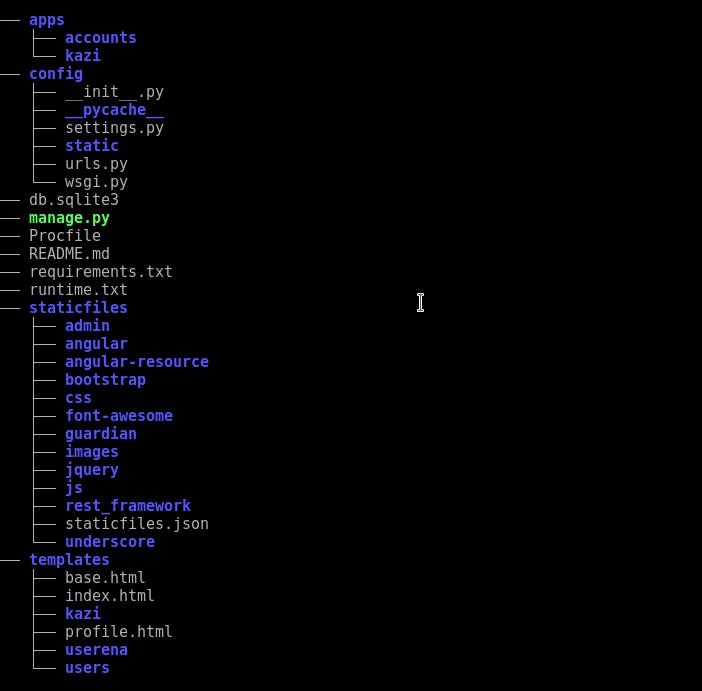 apps
accounts
kazi
config
__init__.py
__pycache__
settings.py
static
urls.py
wsgi.py
db.sqlite3
manage.py
Procfile
README.md
requirements.txt
runtime.txt
staticfiles
admin
angular
angular-resource
bootstrap
css
font-awesome
guardian
images
jquery
js
rest_framework
staticfiles.json
underscore
templates
base.html
index.html
kazi
profile.html
userena
users